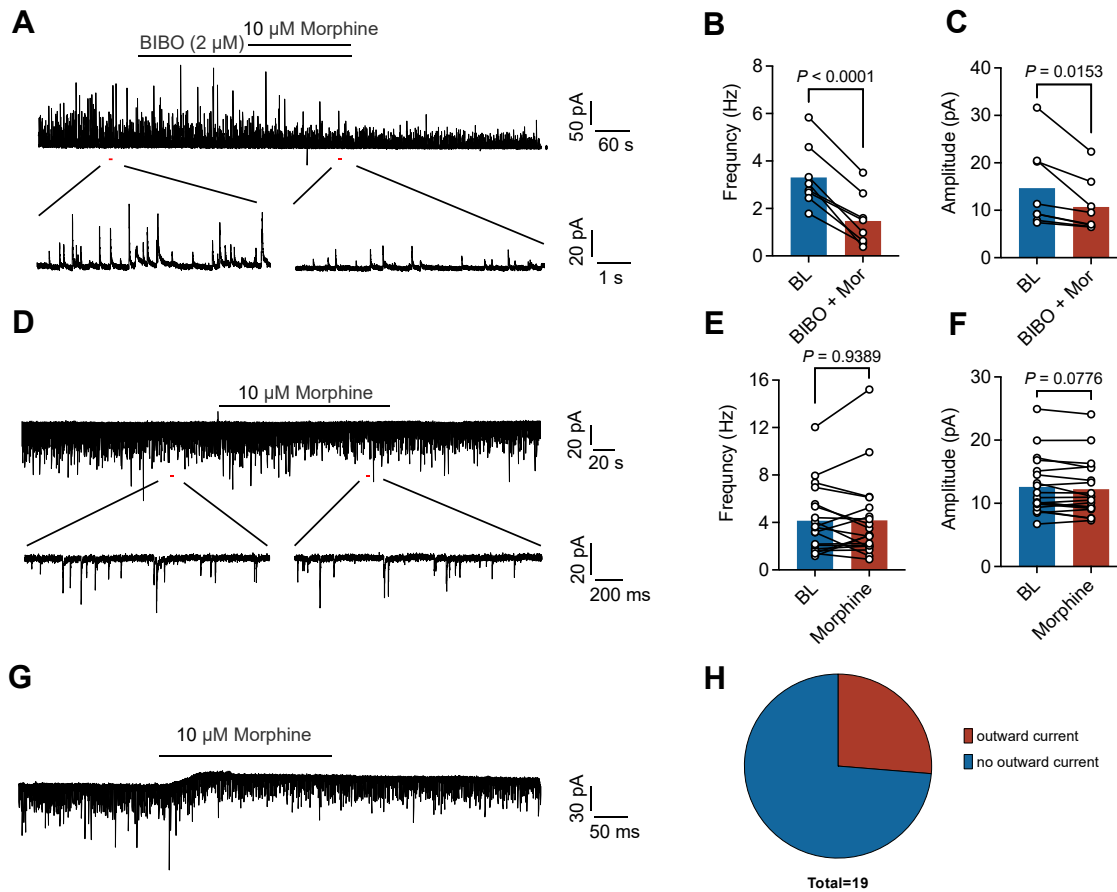 A
10 µM Morphine
BIBO (2 µM)
50 pA
60 s
20 pA
1 s
B
P < 0.0001
8
6
4
2
0
Frequncy (Hz)
BL
BIBO + Mor
C
P = 0.0153
40
30
20
10
0
Amplitude (pA)
BL
BIBO + Mor
D
10 µM Morphine
20 pA
20 s
20 pA
200 ms
E
P = 0.9389
16
12
8
4
0
Frequncy (Hz)
BL
Morphine
F
P = 0.0776
30
20
10
0
Amplitude (pA)
BL
Morphine
G
10 µM Morphine
30 pA
50 ms
H
outward current
no outward current
Total=19